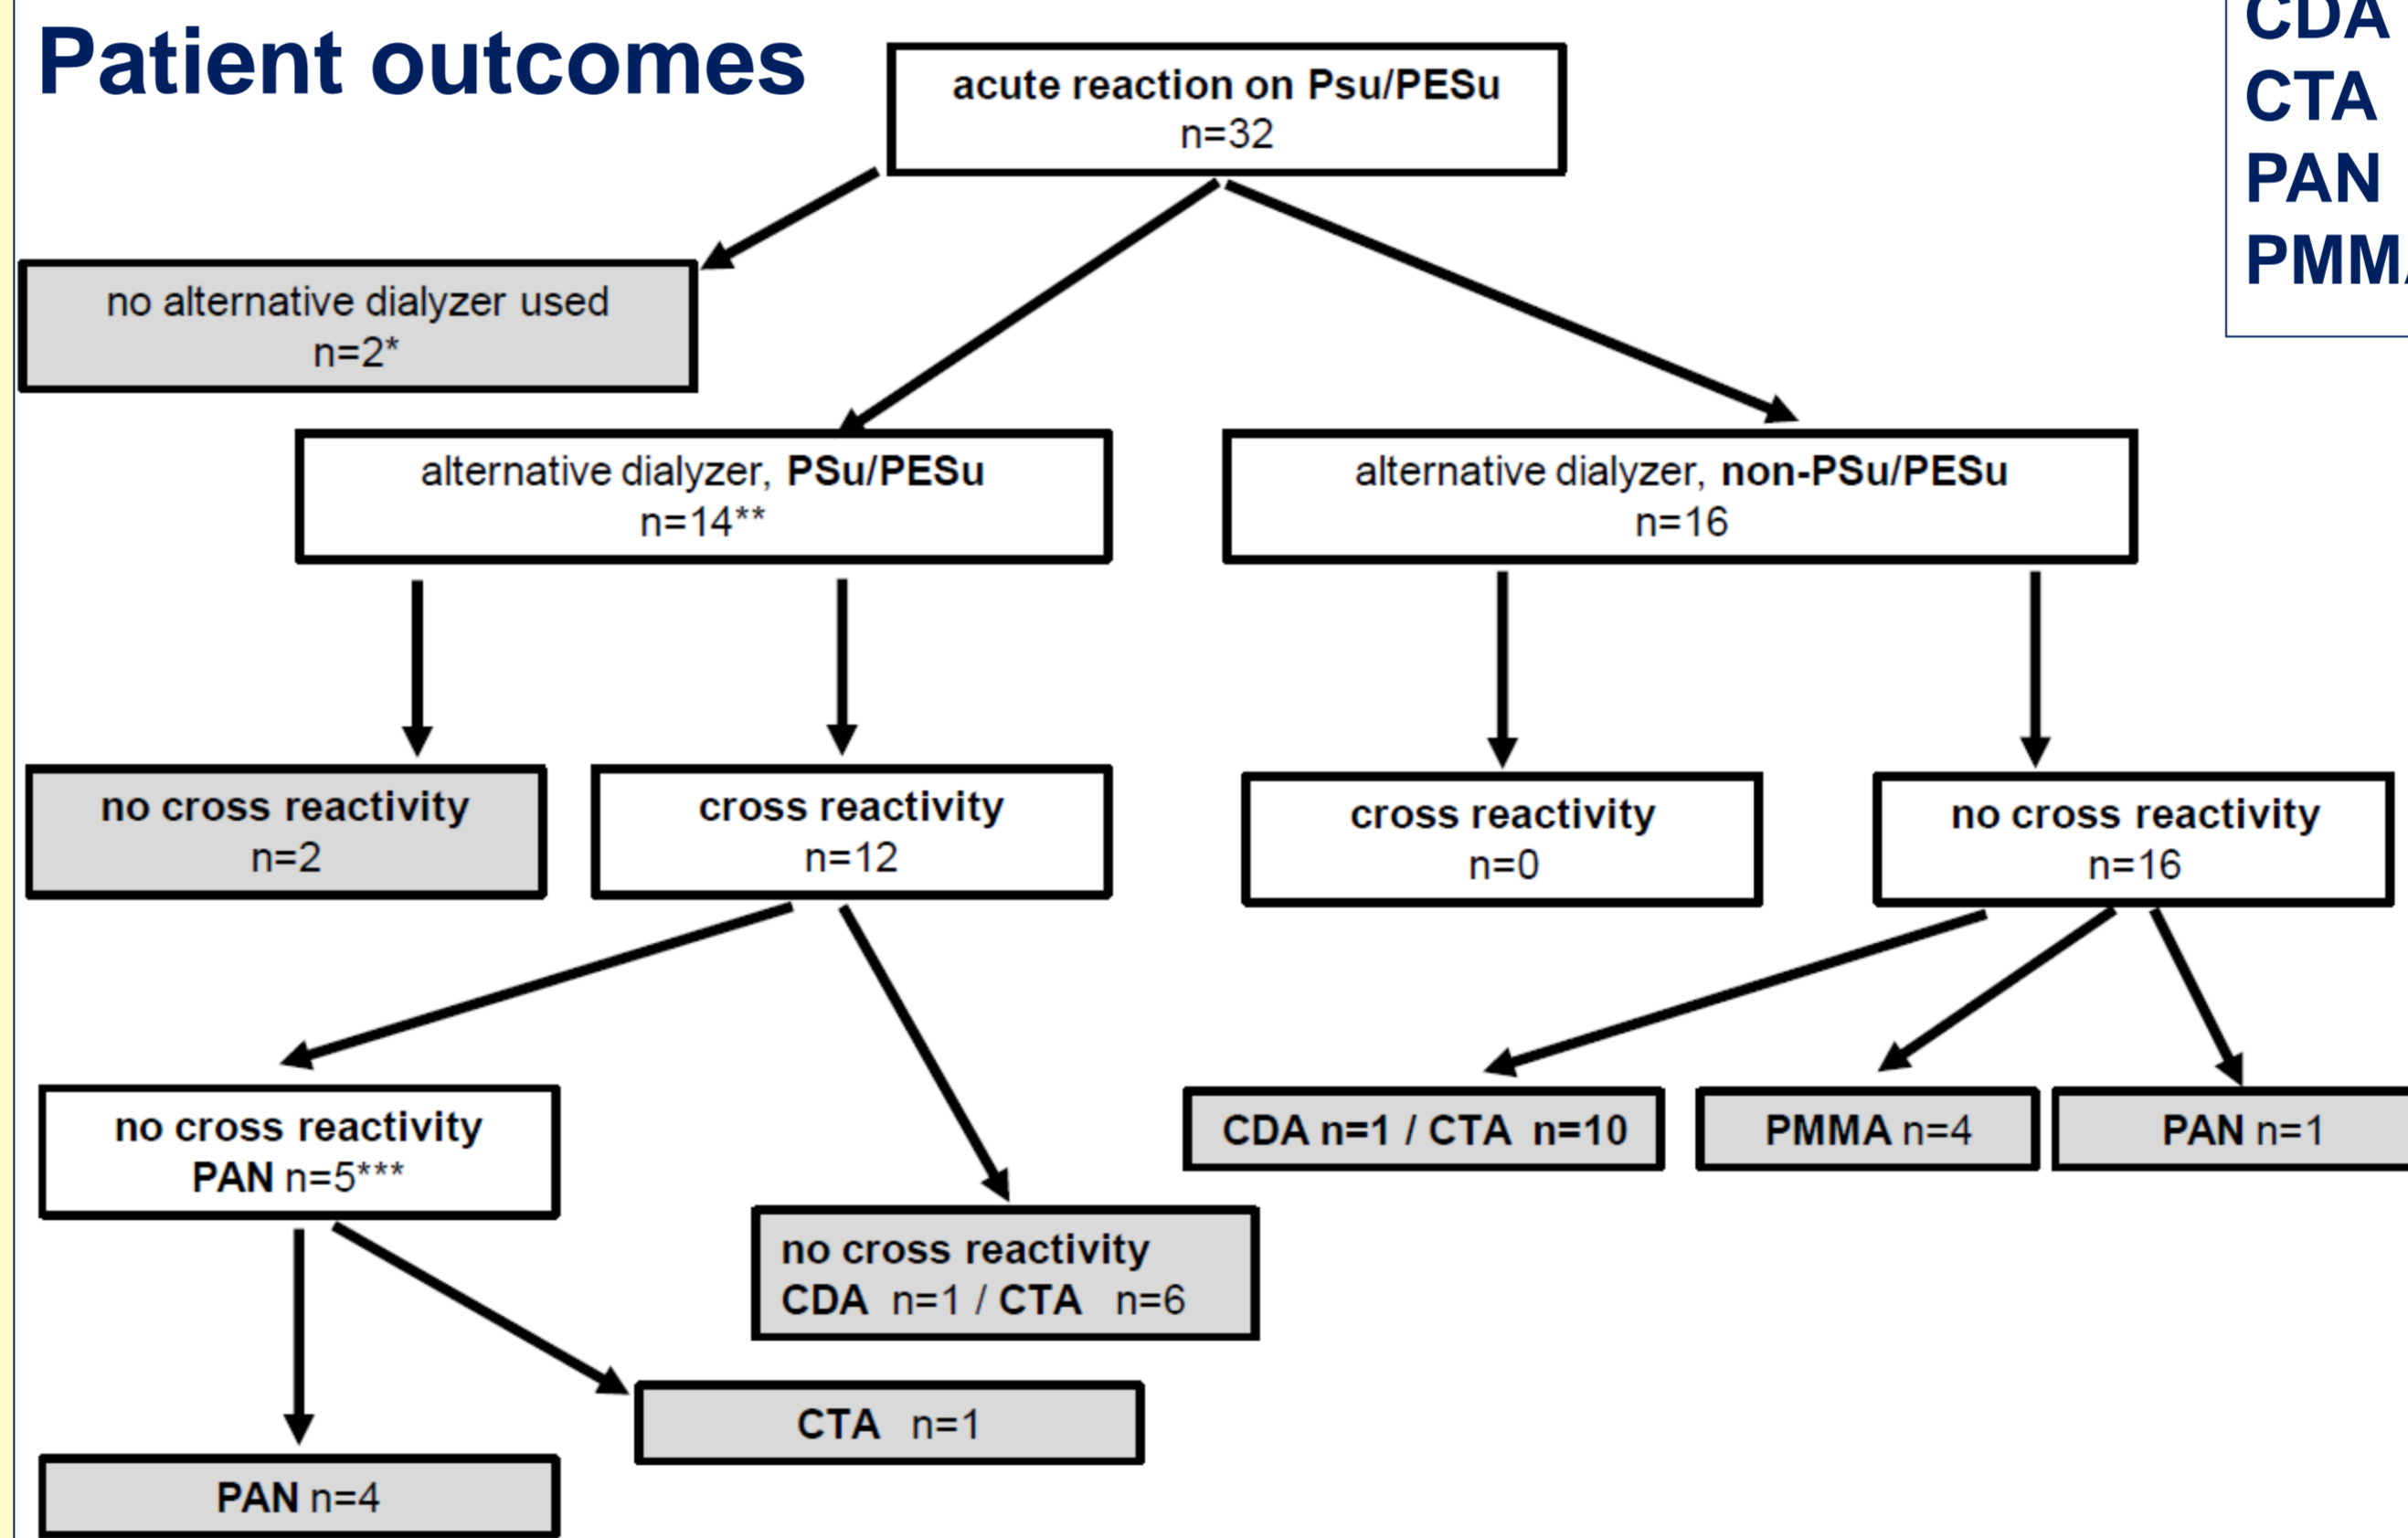 Patient outcomes
CDA
CTA
PAN
PMMA
acute reaction on Psu/PESu
n=32
no alternative dialyzer used
n=2*
alternative dialyzer, PSu/PESu
n=14**
alternative dialyzer, non-PSu/PESu
n=16
no cross reactivity
n=2
cross reactivity
n=12
cross reactivity
n=0
no cross reactivity
n=16
no cross reactivity
PAN n=5***
CDA n=1 / CTA n=10
PMMA n=4
PAN n=1
no cross reactivity
CDA n=1 / CTA n=6
CTA n=1
PAN n=4